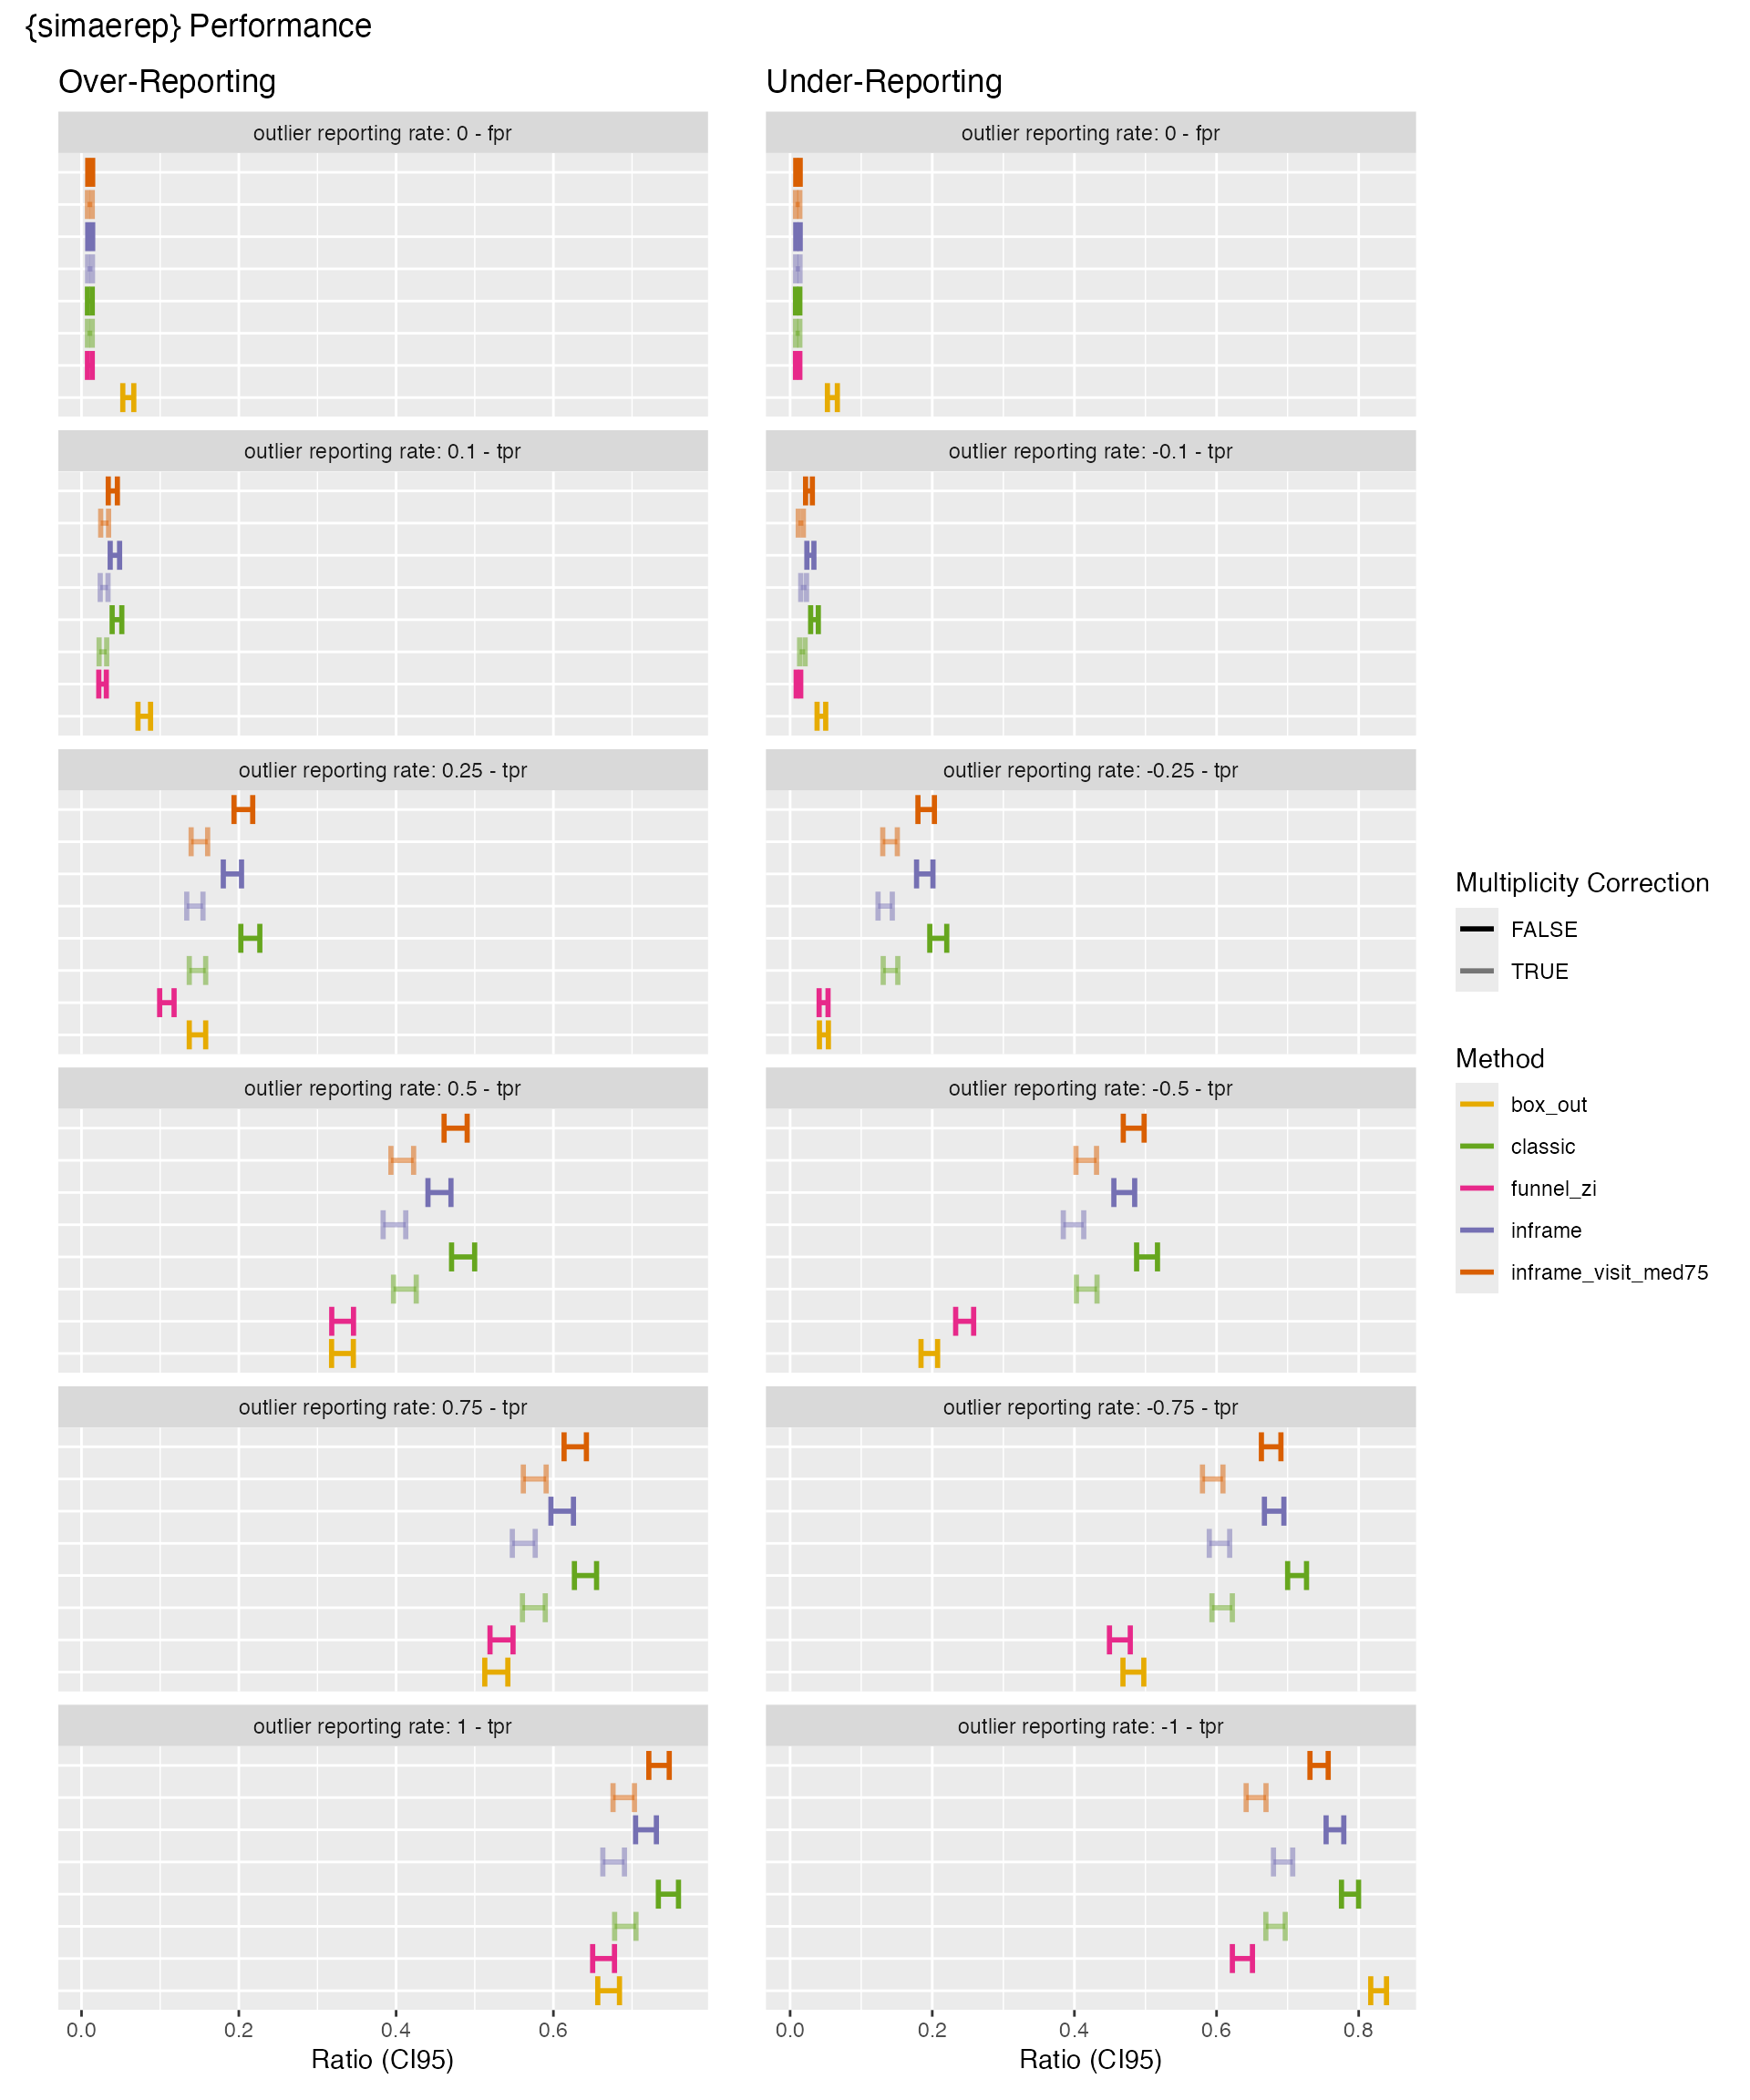 {simaerep} Performance
Over-Reporting
outlier reporting rate: 0 - fpr
outlier reporting rate: 0.1 - tpr
outlier reporting rate: 0.25 - tpr
outlier reporting rate: 0.5 - tpr
outlier reporting rate: 0.75 - tpr
outlier reporting rate: 1 - tpr
0.0 0.2 0.4 0.6
Ratio (CI95)
Under-Reporting
outlier reporting rate: 0 - fpr
outlier reporting rate: -0.1 - tpr
outlier reporting rate: -0.25 - tpr
outlier reporting rate: -0.5 - tpr
outlier reporting rate: -0.75 - tpr
outlier reporting rate: -1 - tpr
0.0 0.2 0.4 0.6 0.8
Ratio (CI95)
Multiplicity Correction
FALSE
TRUE
Method
box_out
classic
funnel_zi
inframe
inframe_visit_med75